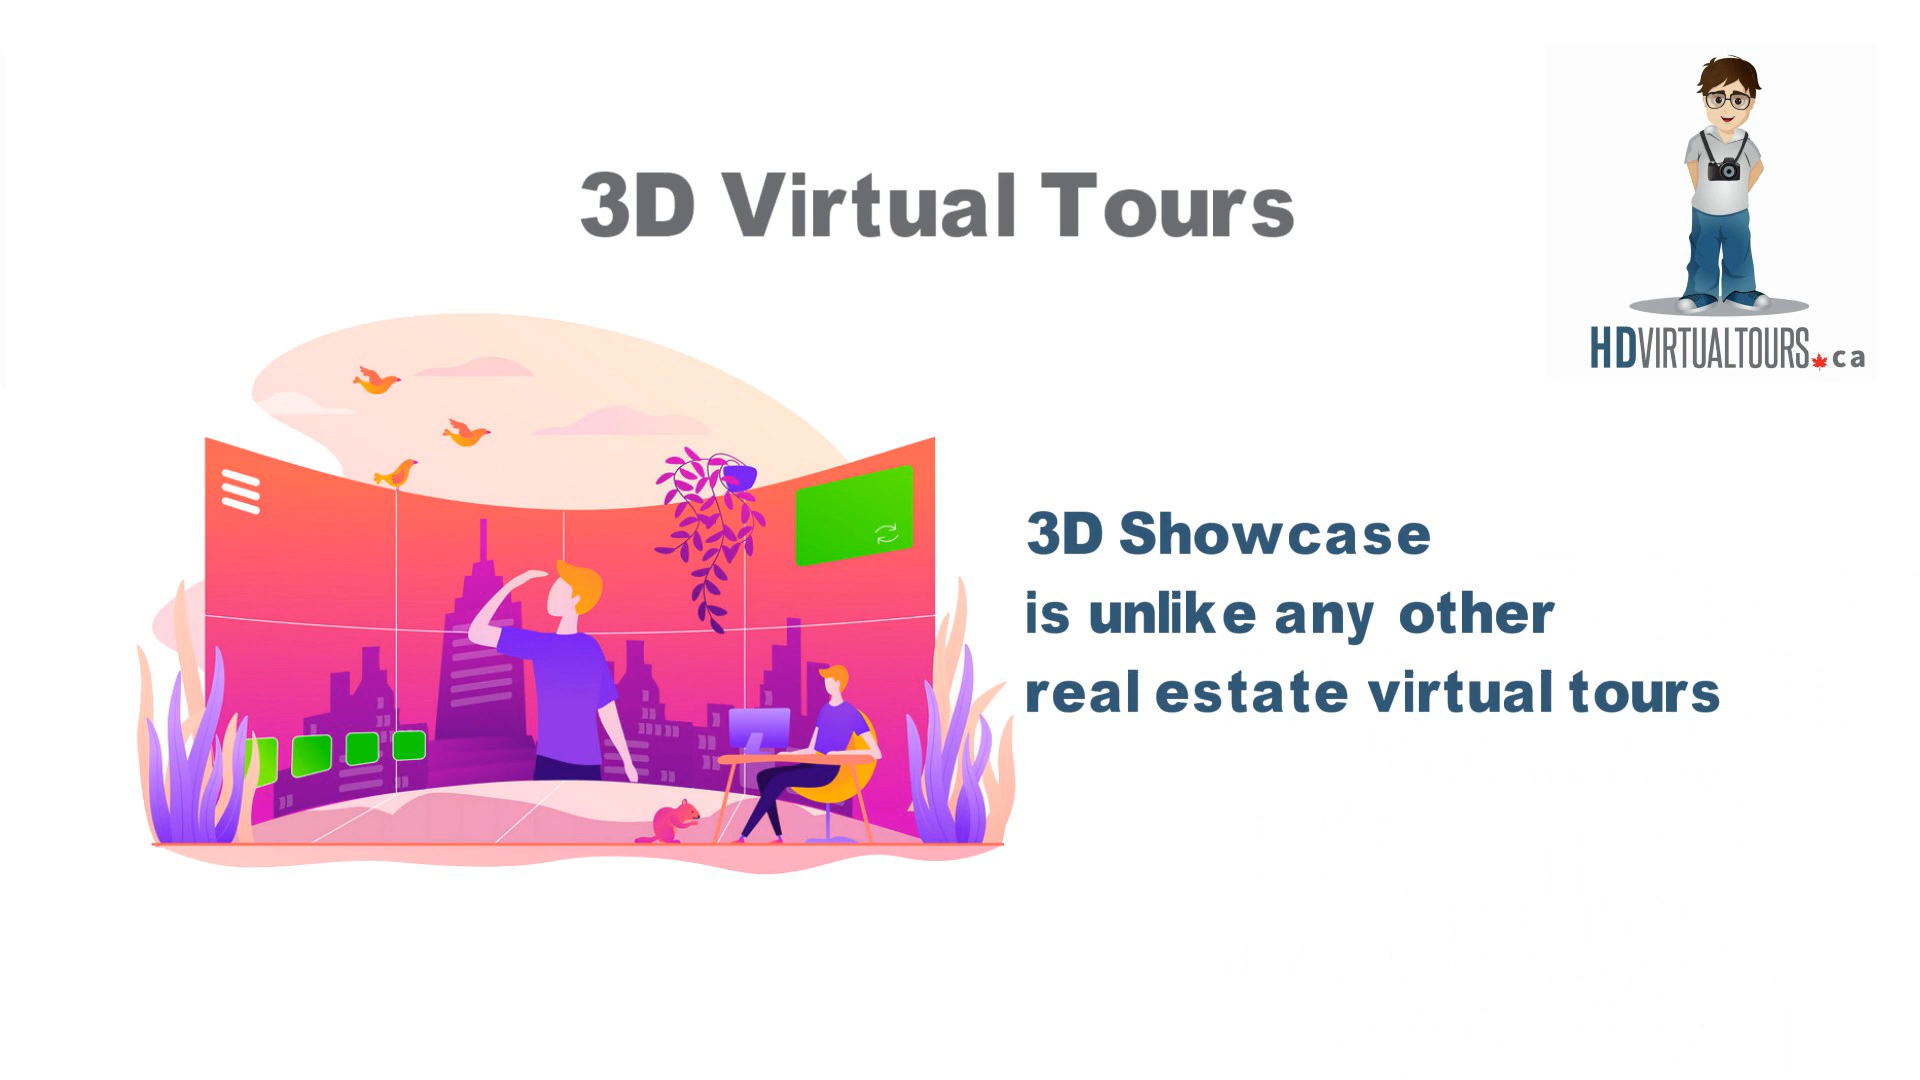 3D Virtual Tours
HDVIRTUALTOURS.ca
3D Showcase
is unlike any other
real estate virtual tours